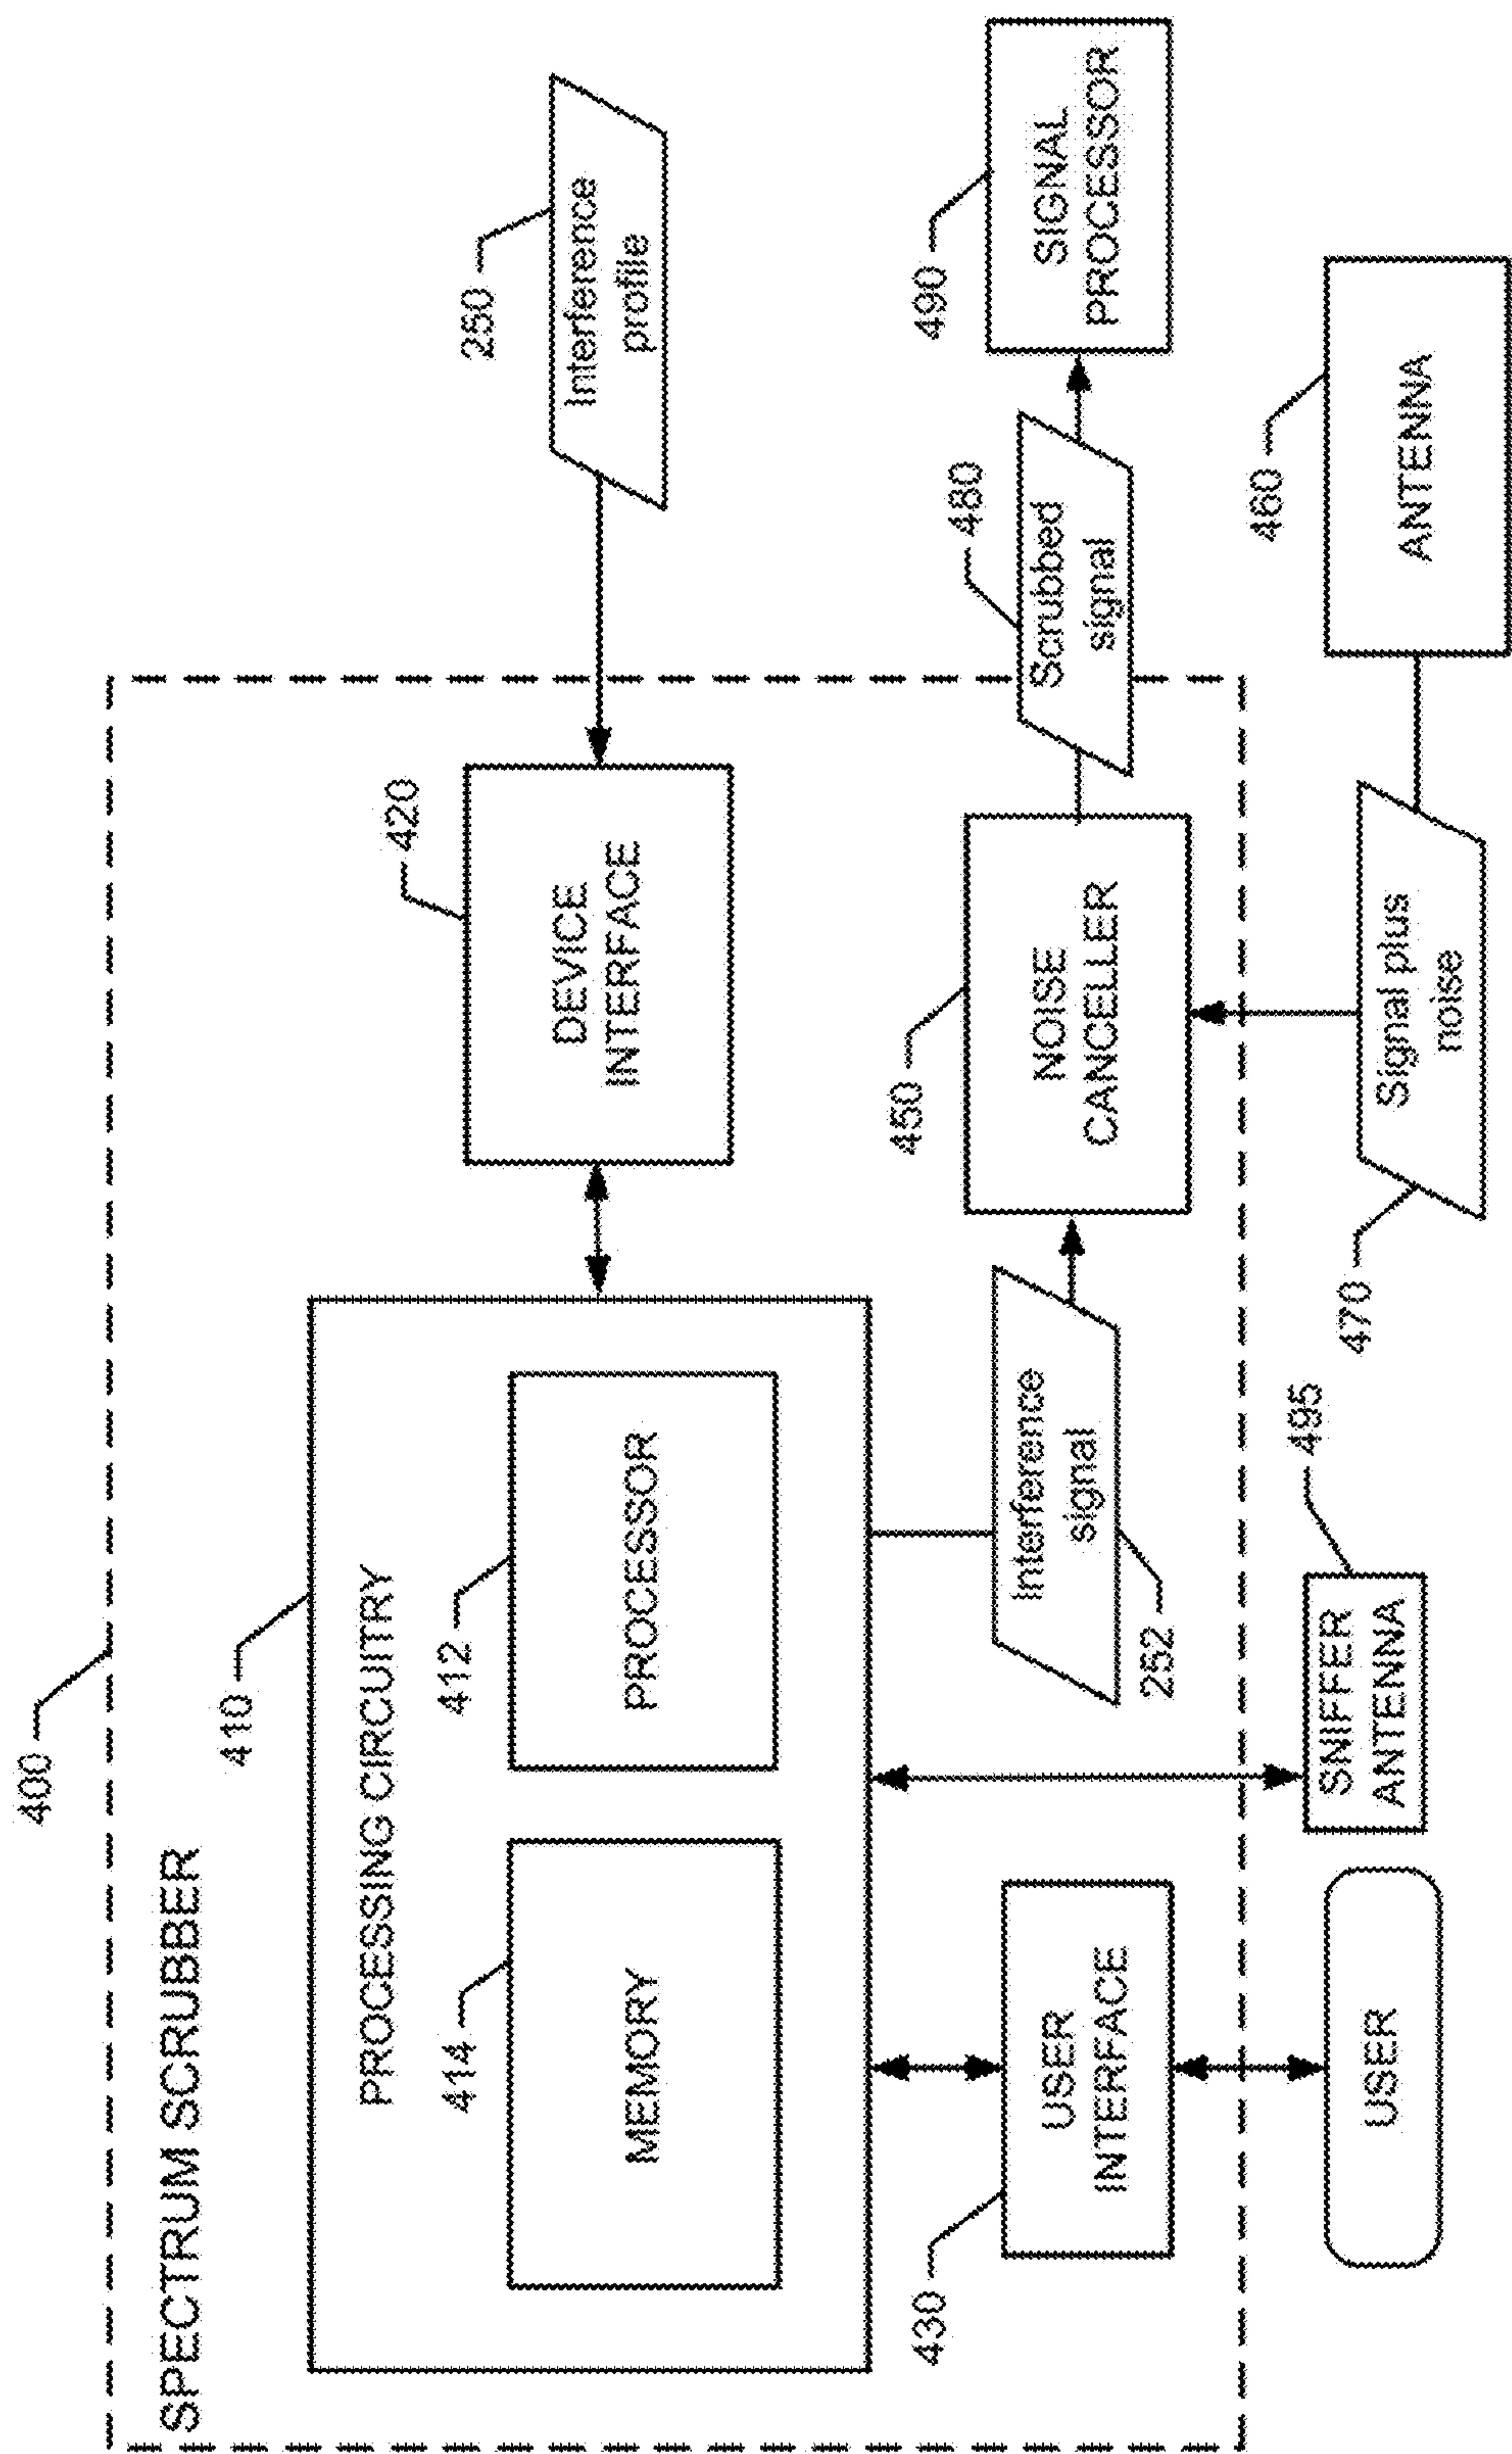 400
SPECTRUM SCRUBBER
410
PROCESSING CIRCUITRY
414
MEMORY
412
PROCESSOR
420
DEVICE
INTERFACE
250
Interference
profile
430
USER
INTERFACE
252
Interference
signal
450
NOISE
CANCELLER
480
Scrubbed
signal
490
SIGNAL
PROCESSOR
USER
495
SNIFFER
ANTENNA
470
Signal plus
noise
460
ANTENNA